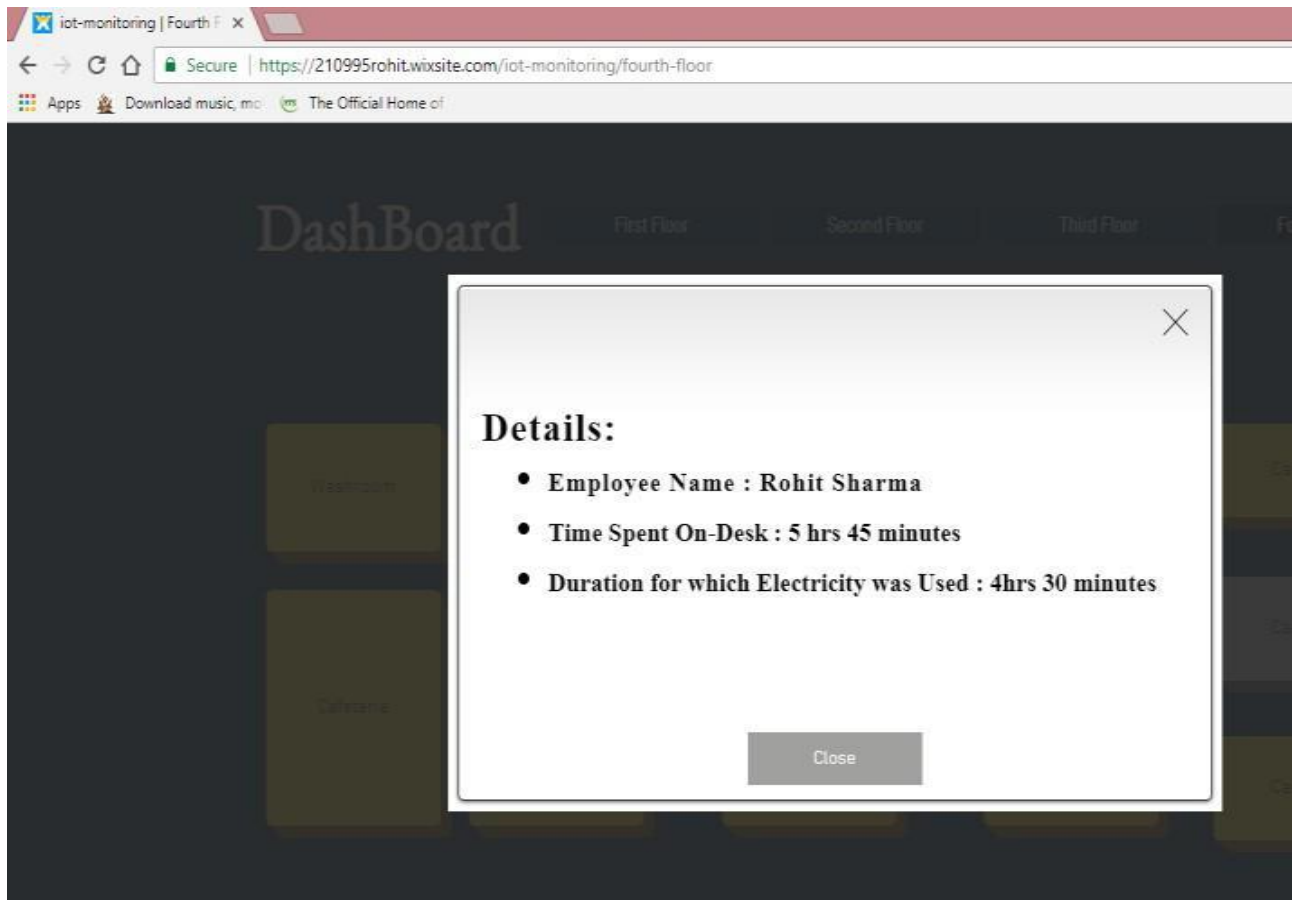 iot-monitoring | Fourth F
Secure https://210995rohit.wixsite.com/iot-monitoring/fourth-floor
Apps Download music, mo The Official Home of
DashBoard First Floor Second Floor Third Floor
Details:
Washroom
• Employee Name : Rohit Sharma
• Time Spent On-Desk : 5 hrs 45 minutes
• Duration for which Electricity was Used : 4hrs 30 minutes
Cafeteria
Close